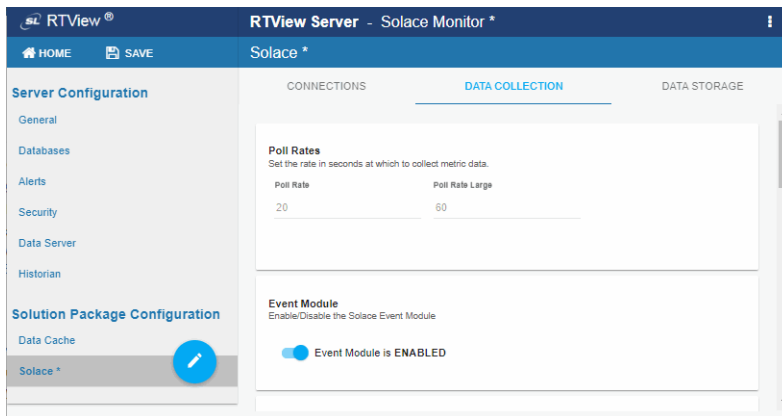 SL RTView ®
RTView Server - Solace Monitor *
HOME
SAVE
Solace *
Server Configuration
General
Databases
Alerts
Security
Data Server
Historian
Solution Package Configuration
Data Cache
Solace *
CONNECTIONS
DATA COLLECTION
DATA STORAGE
Poll Rates
Set the rate in seconds at which to collect metric data.
Poll Rate
Poll Rate Large
20
60
Event Module
Enable/Disable the Solace Event Module
Event Module is ENABLED